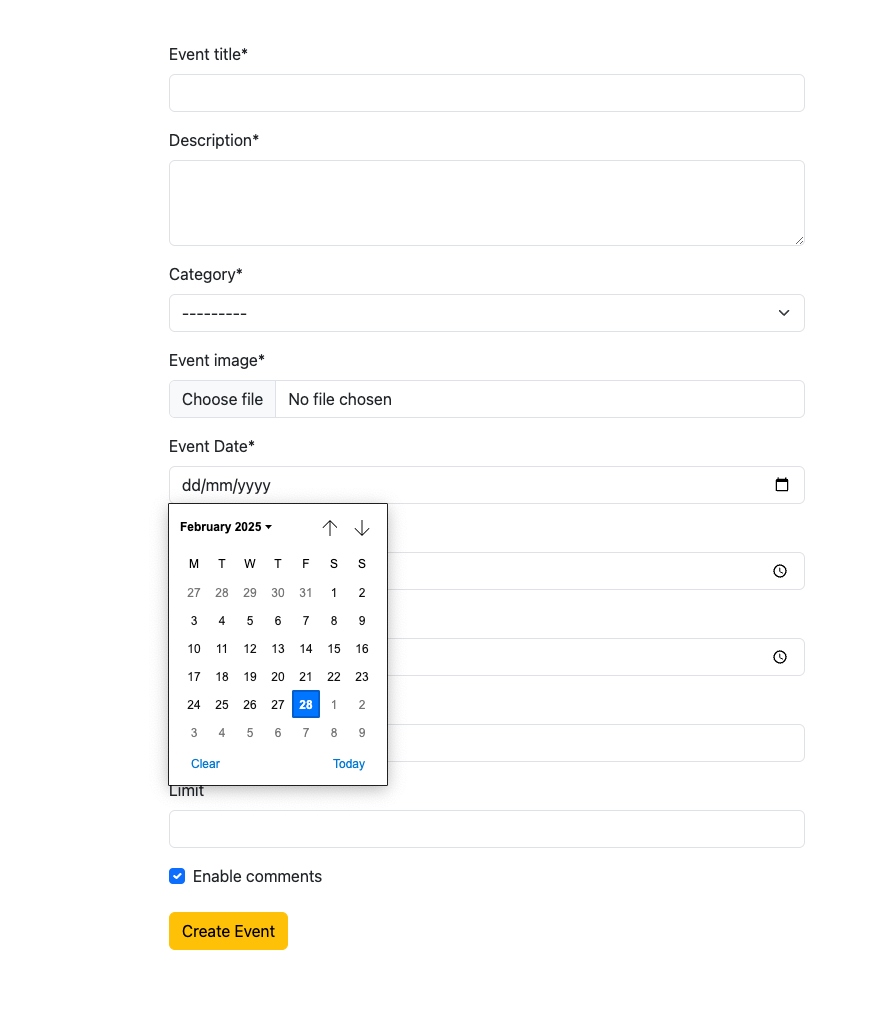 Event title*
Description*
Category*
---------
Event image*
Choose file No file chosen
Event Date*
dd/mm/yyyy
February 2025
M T W T F S S
27 28 29 30 31 1 2
3 4 5 6 7 8 9
10 11 12 13 14 15 16
17 18 19 20 21 22 23
24 25 26 27 28 1 2
3 4 5 6 7 8 9
Clear Today
Limit
Enable comments
Create Event